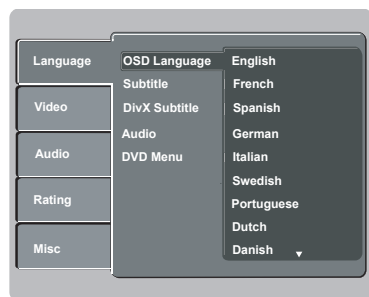 Language
Video
Audio
Rating
Misc
OSD Language
Subtitle
DivX Subtitle
Audio
DVD Menu
English
French
Spanish
German
Italian
Swedish
Portuguese
Dutch
Danish